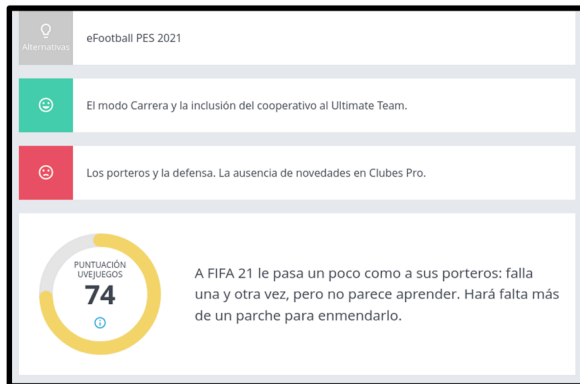 Alternativas
eFootball PES 2021
El modo Carrera y la inclusión del cooperativo al Ultimate Team.
Los porteros y la defensa. La ausencia de novedades en Clubes Pro.
PUNTUACIÓN
UVEJUEGOS
74
A FIFA 21 le pasa un poco como a sus porteros: falla
una y otra vez, pero no parece aprender. Hará falta más
de un parche para enmendarlo.